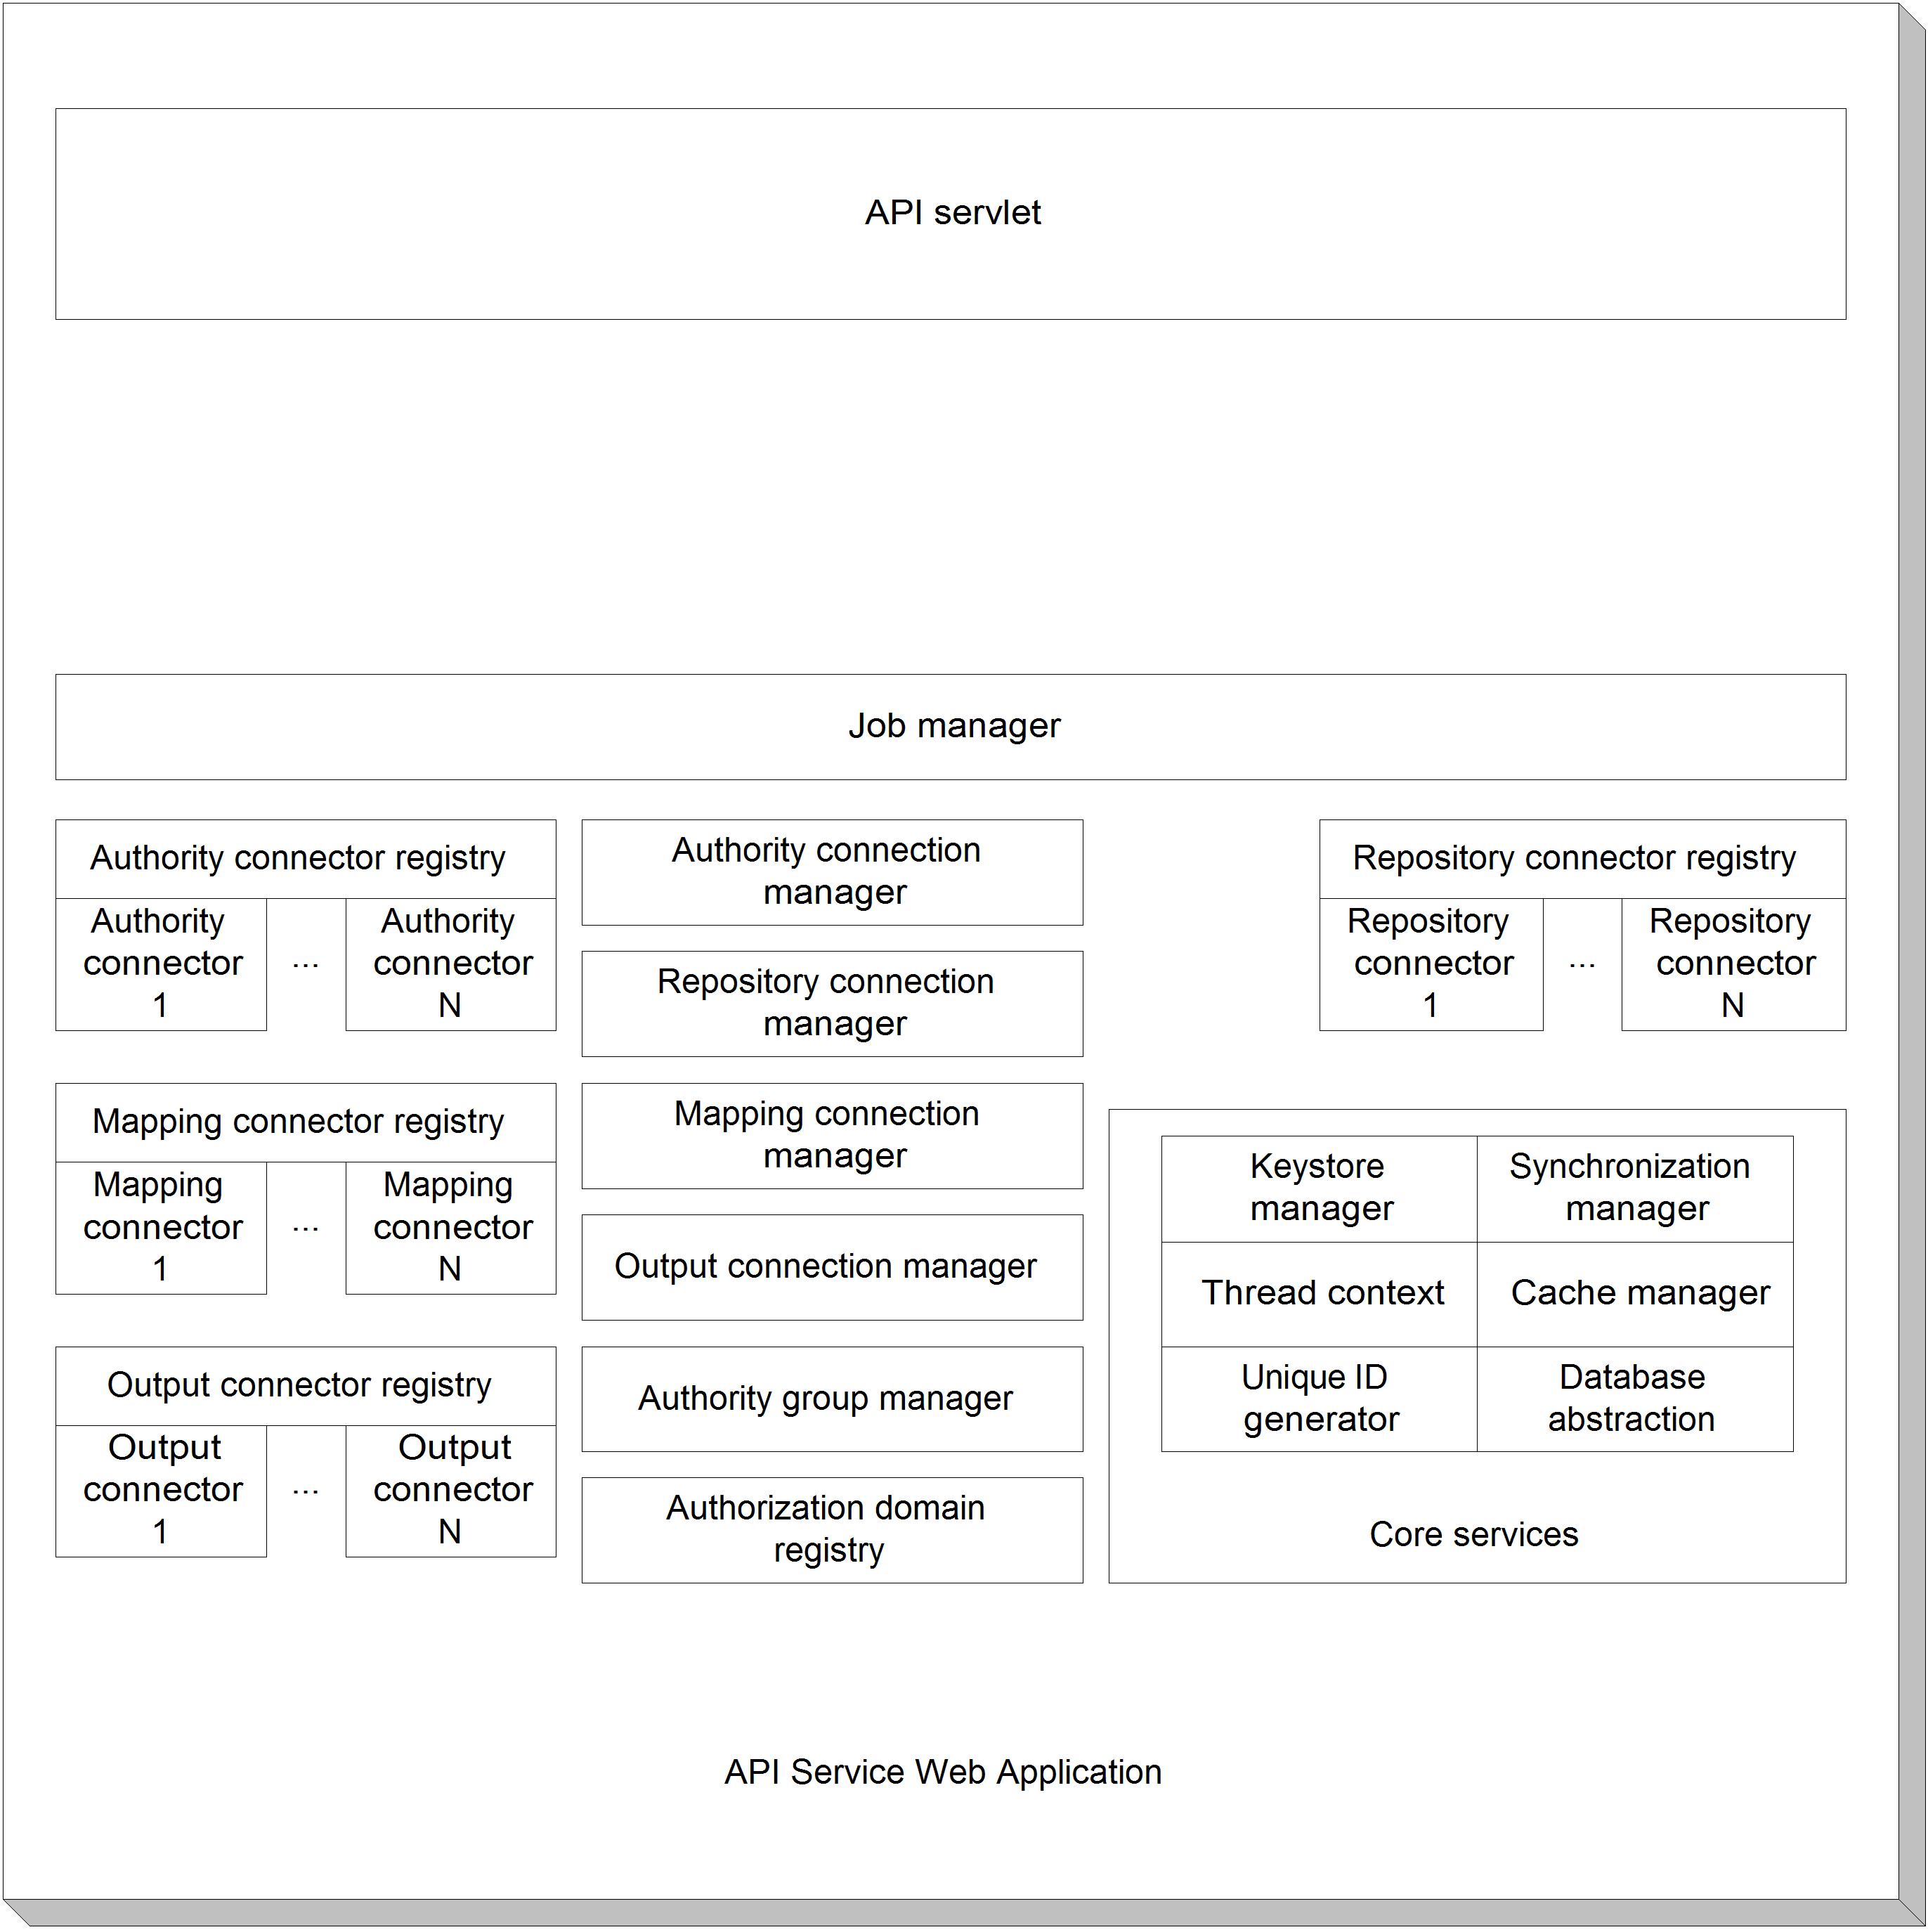 API servlet
Job manager
Authority connector registry
Authority
connector
1
...
Authority
connector
N
Mapping connector registry
Mapping
connector
1
...
Mapping
connector
N
Output connector registry
Output
connector
1
...
Output
connector
N
Authority connection
manager
Repository connection
manager
Mapping connection
manager
Output connection manager
Authority group manager
Authorization domain
registry
Repository connector registry
Repository
connector
1
...
Repository
connector
N
Keystore
manager
Synchronization
manager
Thread context
Cache manager
Unique ID
generator
Database
abstraction
Core services
API Service Web Application